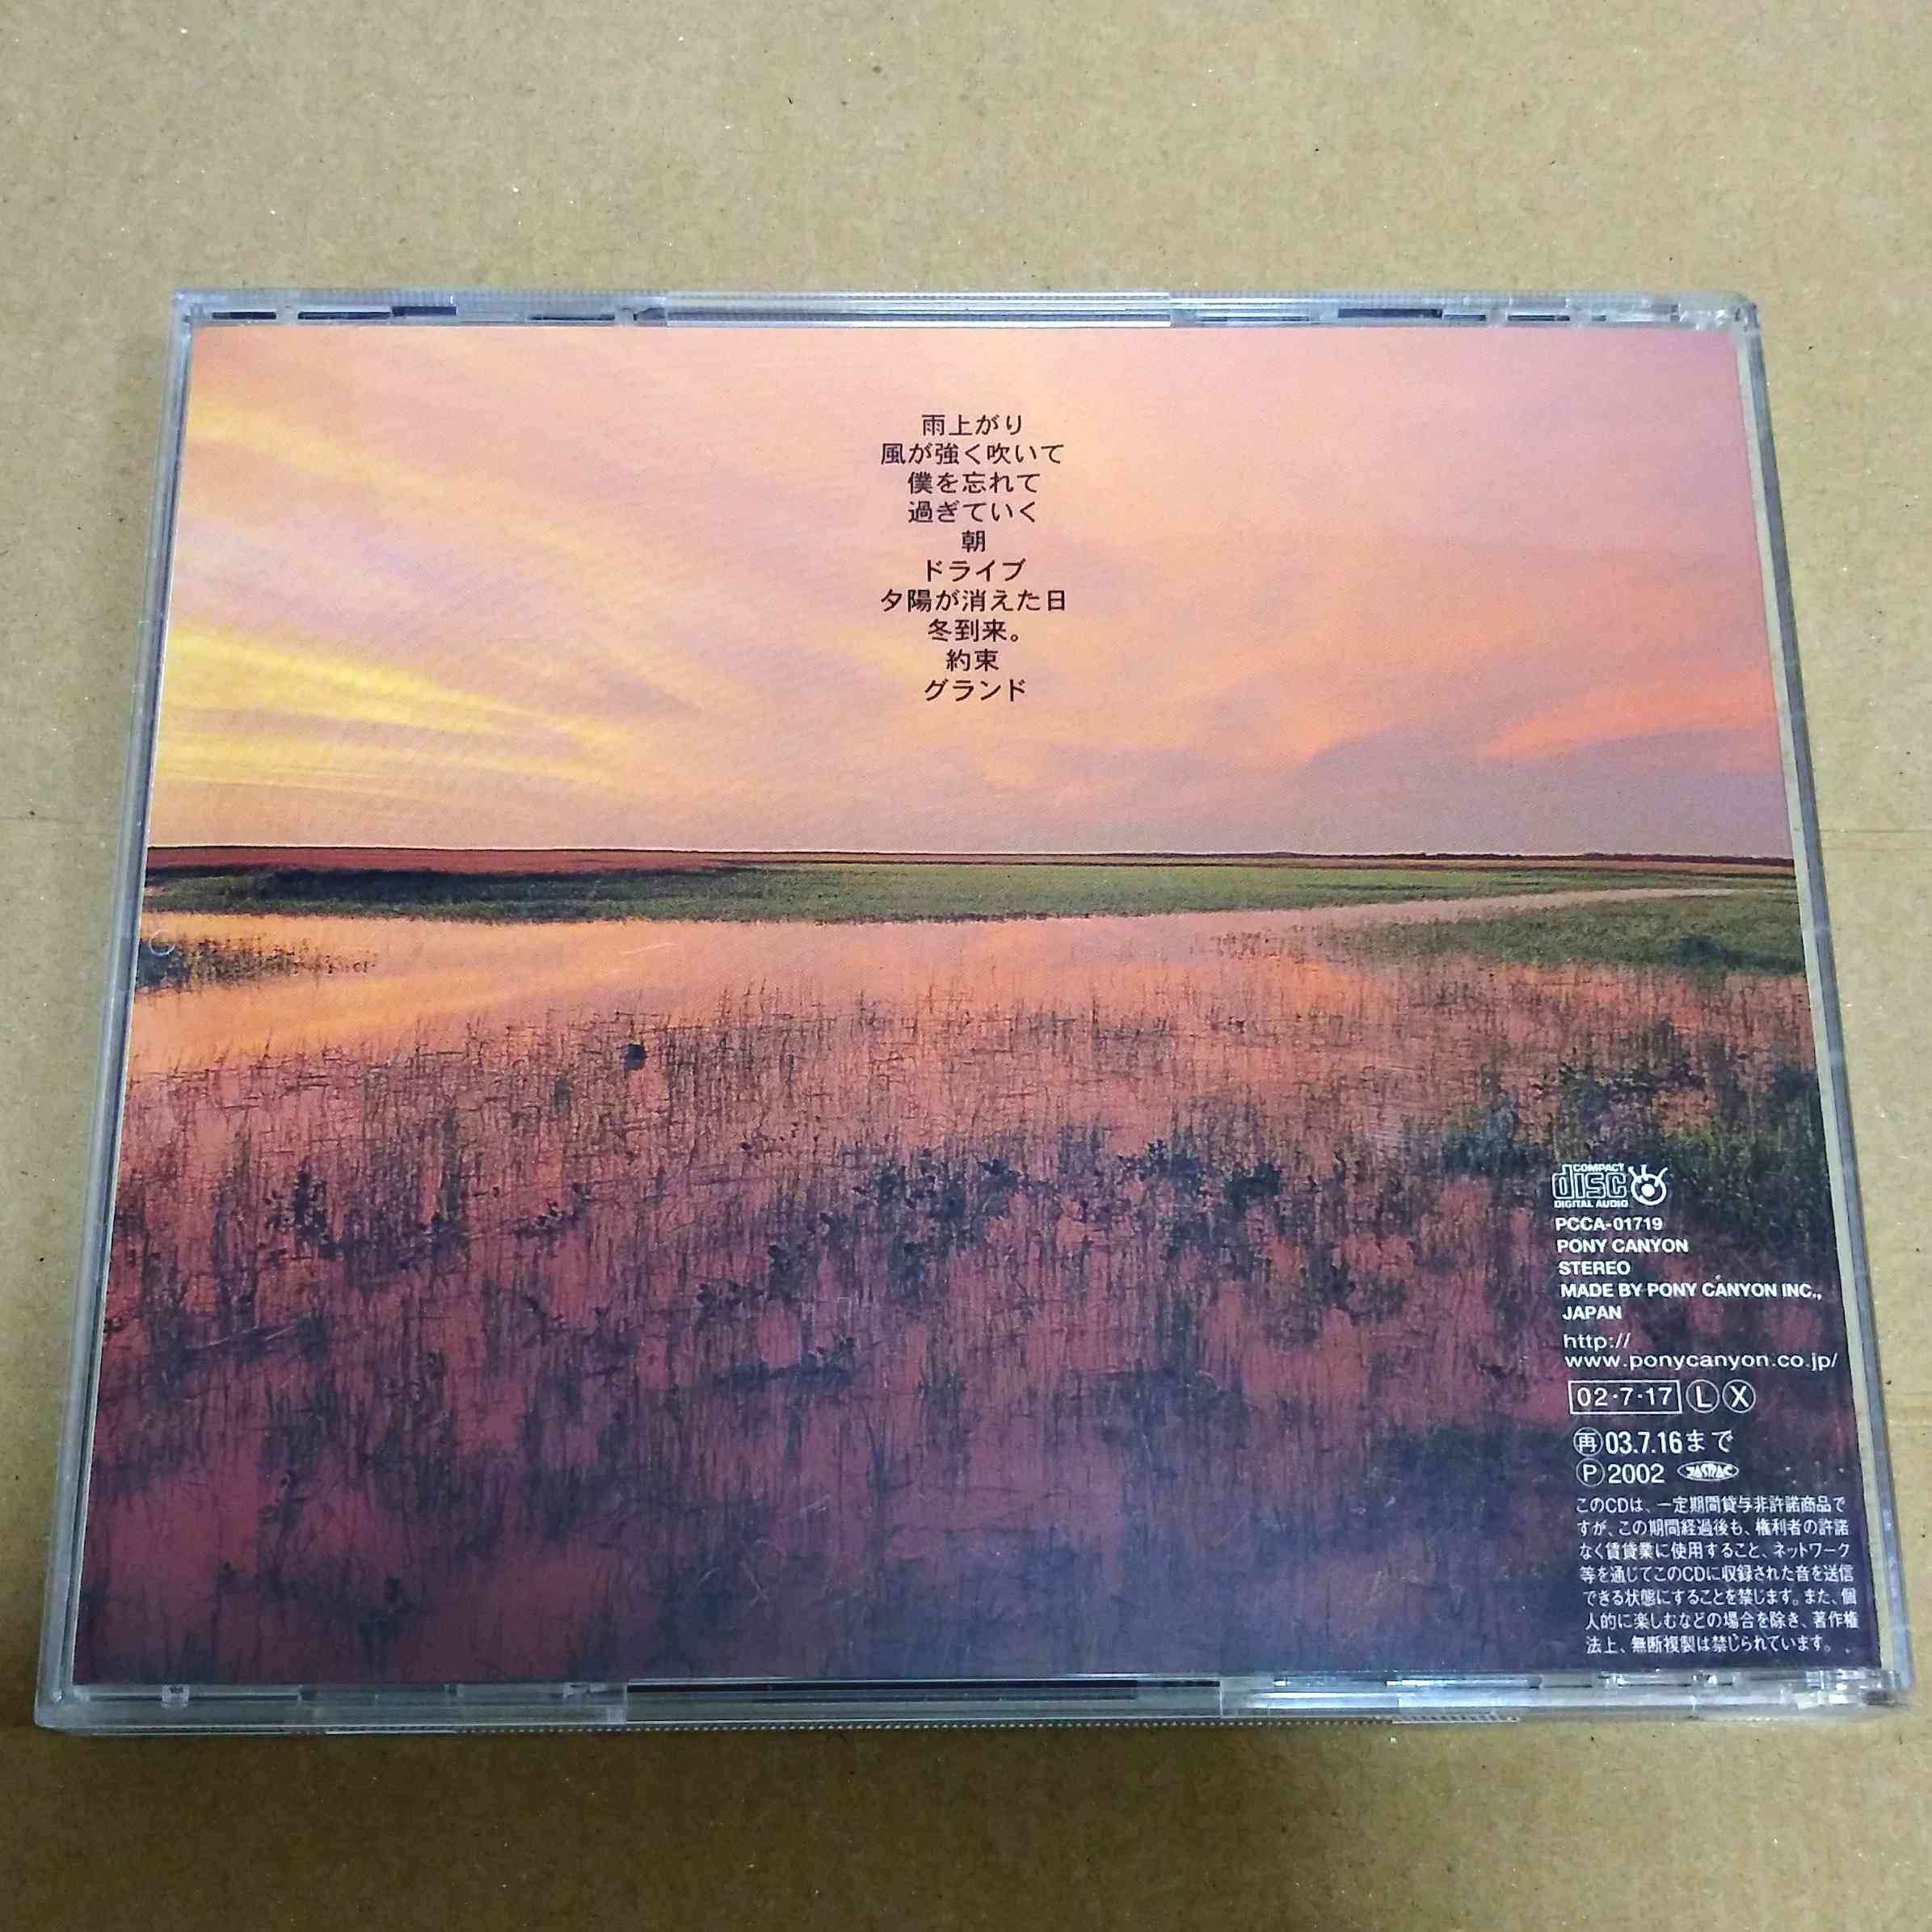 雨上がり
風が強く吹いて
僕を忘れて
過ぎていく
朝
ドライブ
夕陽が消えた日
冬到来。
約束
グランド
COMPACT
disc
DIGITAL AUDIO
PCCA-01719
PONY CANYON
STEREO
MADE BY PONY CANYON INC.,
JAPAN
http://
www.ponycanyon.co.jp/
02・7・17 Ⓛ Ⓧ
再 03.7.16まで
Ⓟ2002 JASRAC
このCDは、一定期間貸与非許諾商品で
すが、この期間経過後も、権利者の許諾
なく賃貸業に使用すること、ネットワーク
等を通じてこのCDに収録された音を送信
できる状態にすることを禁じます。また、個
人的に楽しむなどの場合を除き、著作権
法上、無断複製は禁じられています。